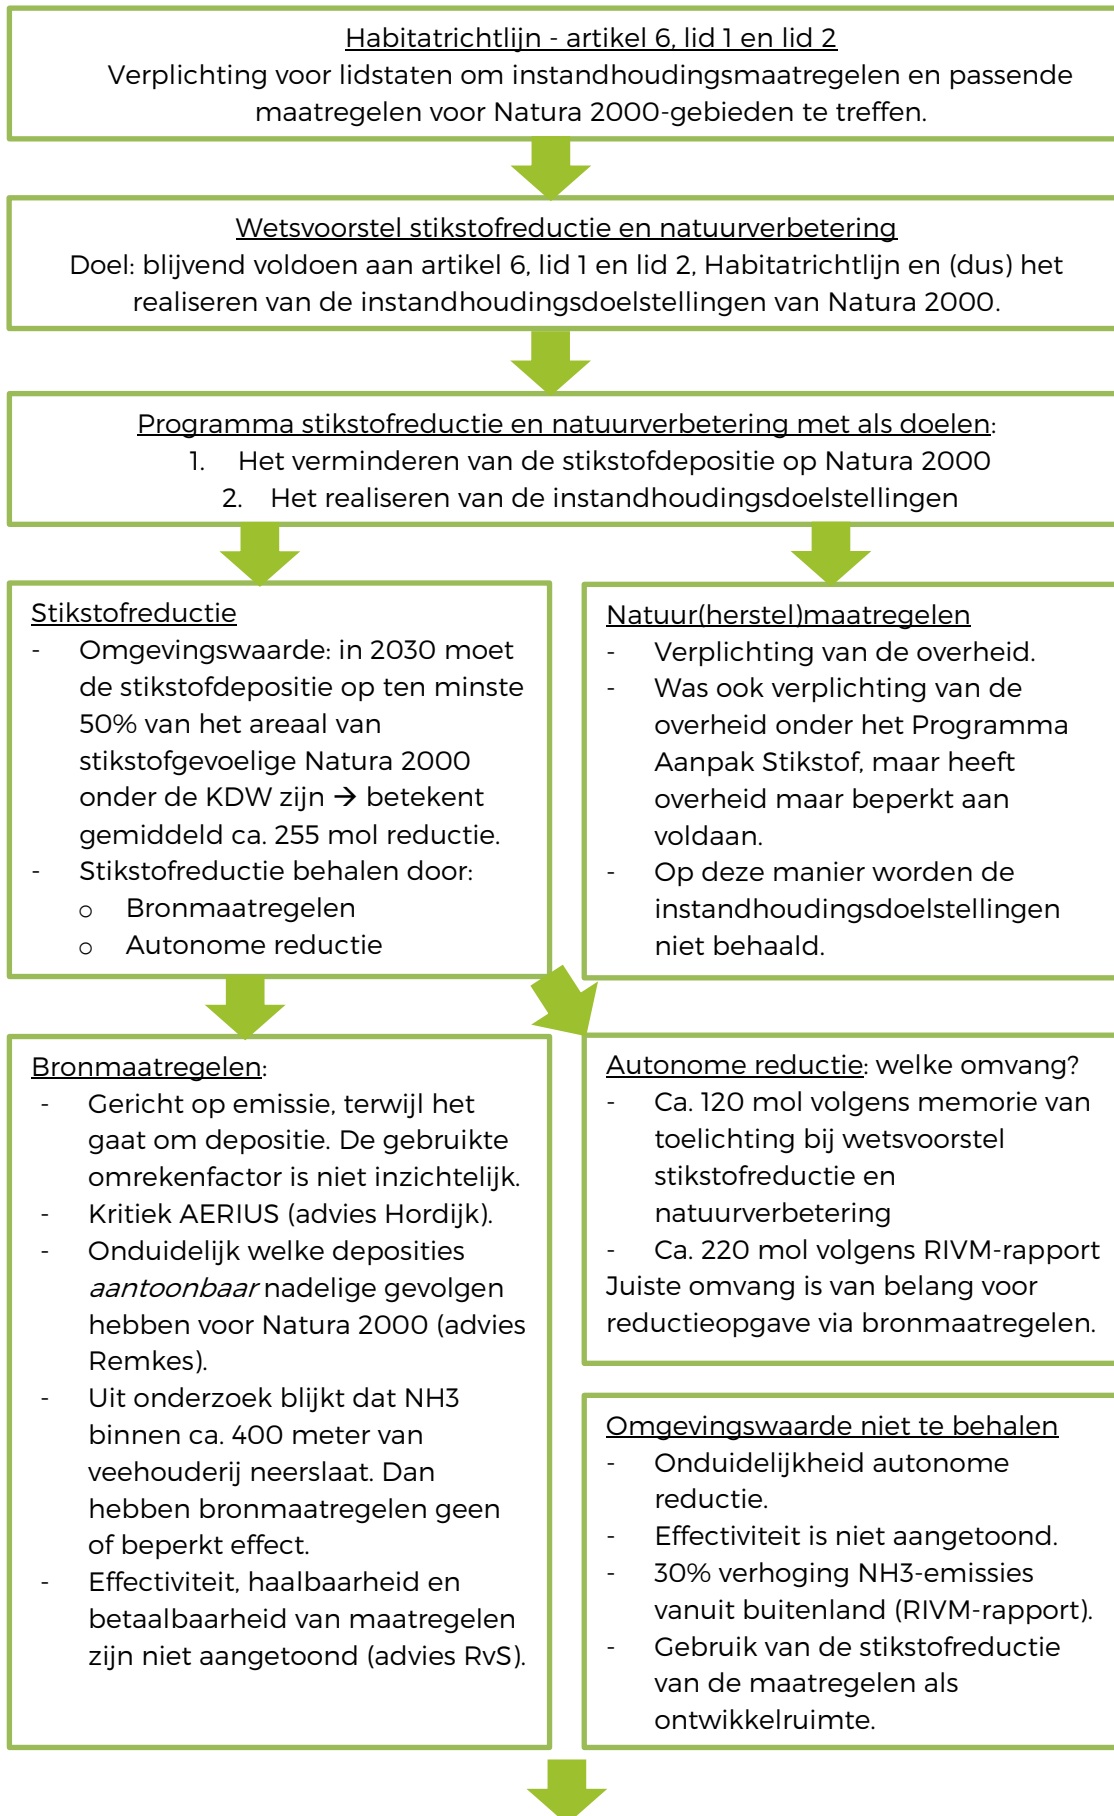 Habitatrichtlijn - artikel 6, lid 1 en lid 2
Verplichting voor lidstaten om instandhoudingsmaatregelen en passende
maatregelen voor Natura 2000-gebieden te treffen.
Wetsvoorstel stikstofreductie en natuurverbetering
Doel: blijvend voldoen aan artikel 6, lid 1 en lid 2, Habitatrichtlijn en (dus) het
realiseren van de instandhoudingsdoelstellingen van Natura 2000.
Programma stikstofreductie en natuurverbetering met als doelen:
1. Het verminderen van de stikstofdepositie op Natura 2000
2. Het realiseren van de instandhoudingsdoelstellingen
Stikstofreductie
- Omgevingswaarde: in 2030 moet
de stikstofdepositie op ten minste
50% van het areaal van
stikstofgevoelige Natura 2000
onder de KDW zijn → betekent
gemiddeld ca. 255 mol reductie.
- Stikstofreductie behalen door:
o Bronmaatregelen
o Autonome reductie
Natuur(herstel)maatregelen
- Verplichting van de overheid.
- Was ook verplichting van de
overheid onder het Programma
Aanpak Stikstof, maar heeft
overheid maar beperkt aan
voldaan.
- Op deze manier worden de
instandhoudingsdoelstellingen
niet behaald.
Bronmaatregelen:
- Gericht op emissie, terwijl het
gaat om depositie. De gebruikte
omrekenfactor is niet inzichtelijk.
- Kritiek AERIUS (advies Hordijk).
- Onduidelijk welke deposities
aantoonbaar nadelige gevolgen
hebben voor Natura 2000 (advies
Remkes).
- Uit onderzoek blijkt dat NH3
binnen ca. 400 meter van
veehouderij neerslaat. Dan
hebben bronmaatregelen geen
of beperkt effect.
- Effectiviteit, haalbaarheid en
betaalbaarheid van maatregelen
zijn niet aangetoond (advies RvS).
Autonome reductie: welke omvang?
- Ca. 120 mol volgens memorie van
toelichting bij wetsvoorstel
stikstofreductie en
natuurverbetering
- Ca. 220 mol volgens RIVM-rapport
Juiste omvang is van belang voor
reductieopgave via bronmaatregelen.
Omgevingswaarde niet te behalen
- Onduidelijkheid autonome
reductie.
- Effectiviteit is niet aangetoond.
- 30% verhoging NH3-emissies
vanuit buitenland (RIVM-rapport).
- Gebruik van de stikstofreductie
van de maatregelen als
ontwikkelruimte.